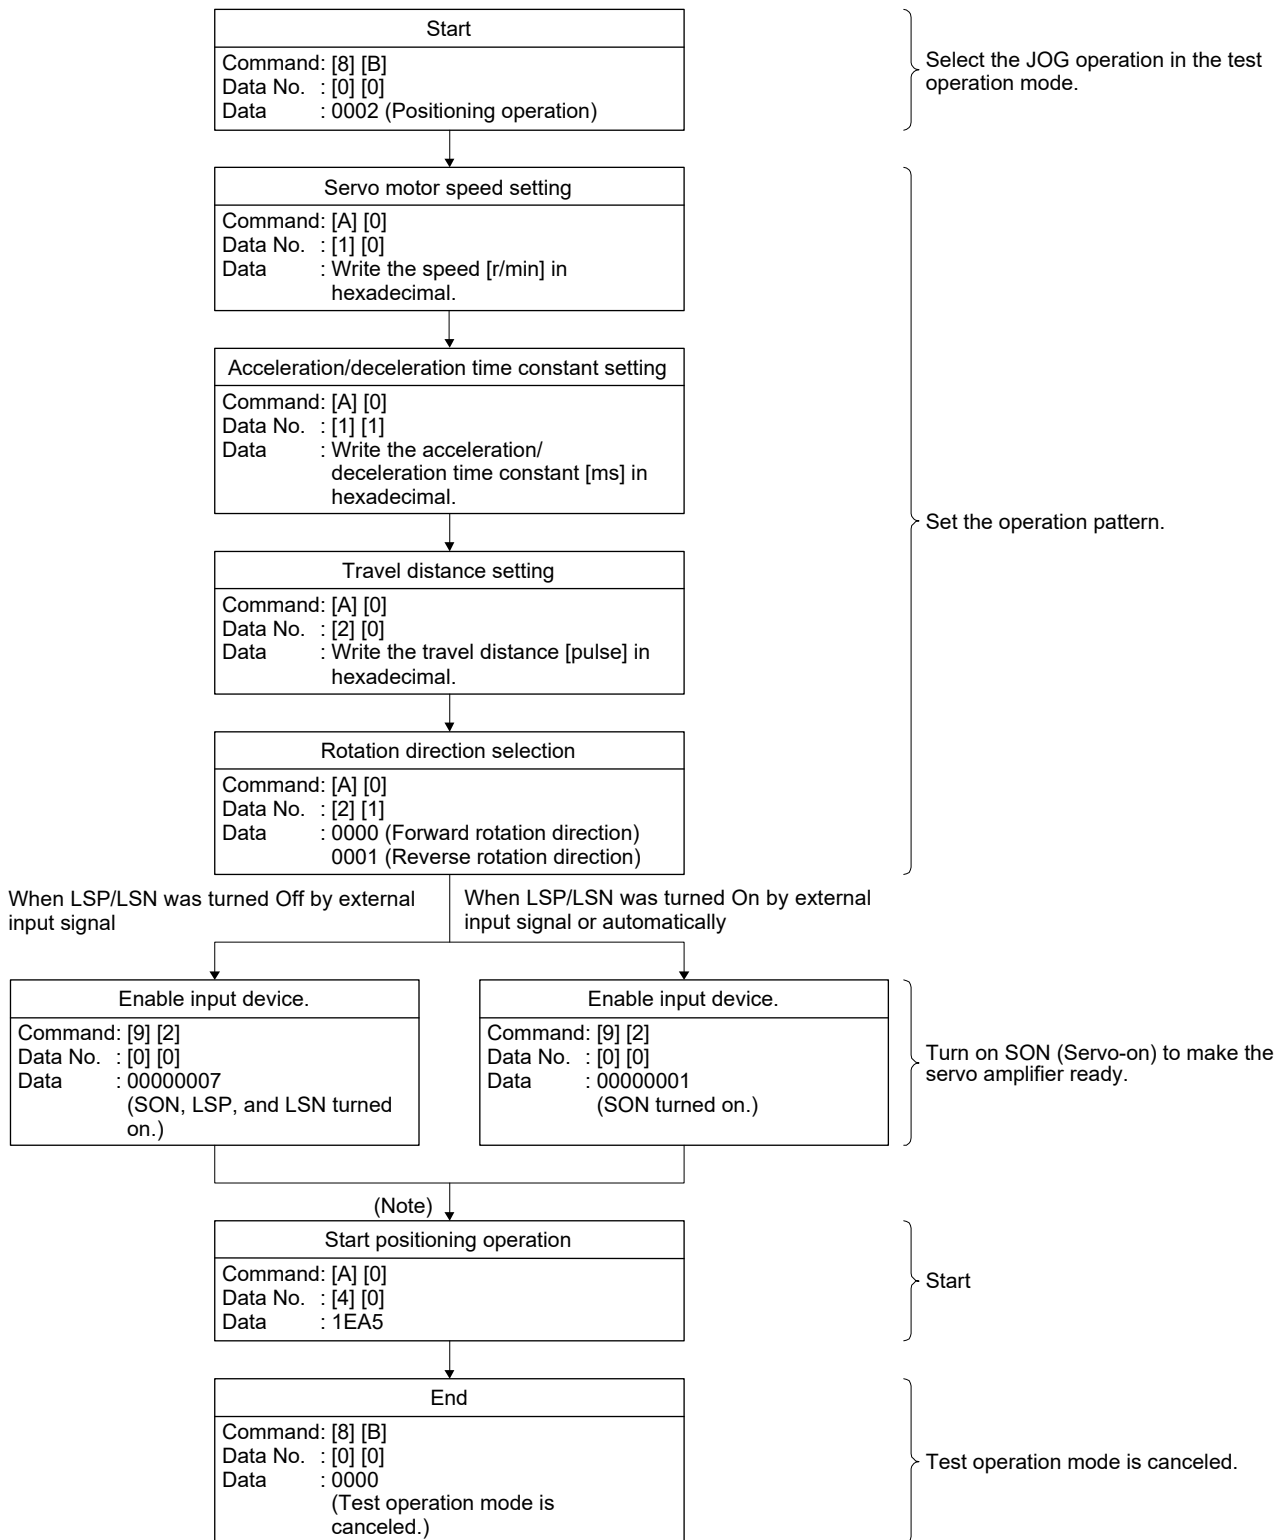 Start
Command: [8] [B]
Data No. : [0] [0]
Data : 0002 (Positioning operation)
Select the JOG operation in the test
operation mode.
Servo motor speed setting
Command: [A] [0]
Data No. : [1] [0]
Data : Write the speed [r/min] in
hexadecimal.
Acceleration/deceleration time constant setting
Command: [A] [0]
Data No. : [1] [1]
Data : Write the acceleration/
deceleration time constant [ms] in
hexadecimal.
Travel distance setting
Command: [A] [0]
Data No. : [2] [0]
Data : Write the travel distance [pulse] in
hexadecimal.
Rotation direction selection
Command: [A] [0]
Data No. : [2] [1]
Data : 0000 (Forward rotation direction)
0001 (Reverse rotation direction)
Set the operation pattern.
When LSP/LSN was turned Off by external
input signal
When LSP/LSN was turned On by external
input signal or automatically
Enable input device.
Command: [9] [2]
Data No. : [0] [0]
Data : 00000007
(SON, LSP, and LSN turned
on.)
Enable input device.
Command: [9] [2]
Data No. : [0] [0]
Data : 00000001
(SON turned on.)
Turn on SON (Servo-on) to make the
servo amplifier ready.
(Note)
Start positioning operation
Command: [A] [0]
Data No. : [4] [0]
Data : 1EA5
Start
End
Command: [8] [B]
Data No. : [0] [0]
Data : 0000
(Test operation mode is
canceled.)
Test operation mode is canceled.